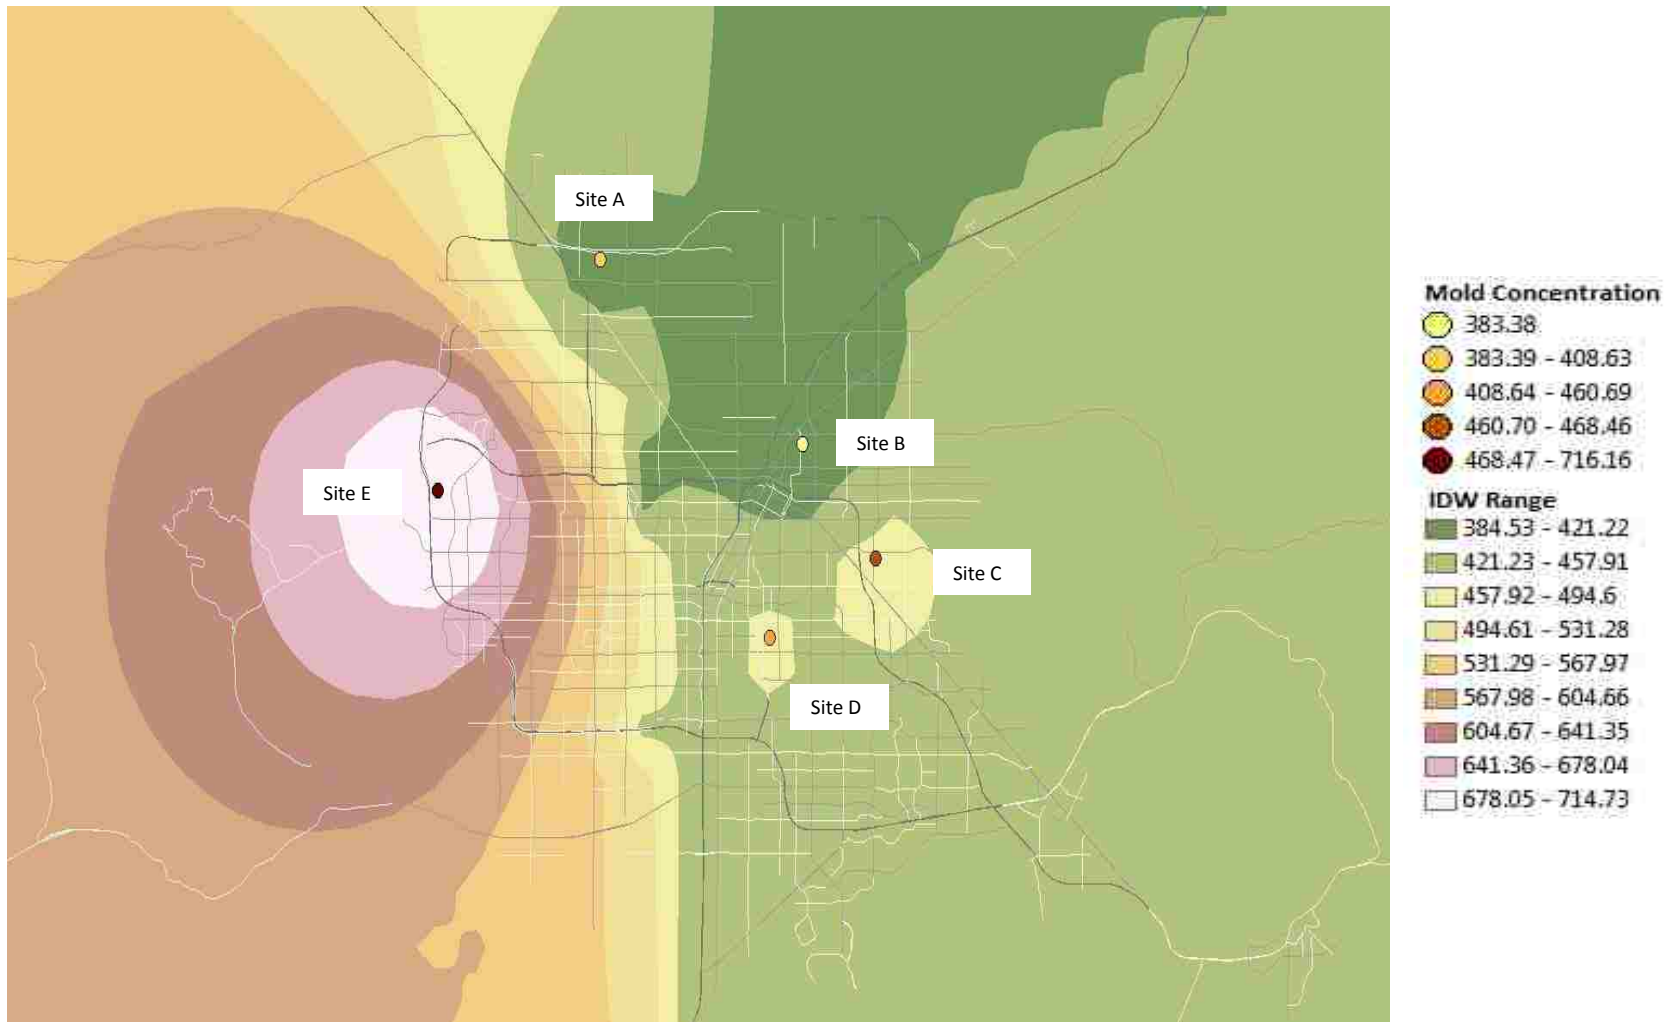 Site A
Site B
Site E
Site C
Site D
Mold Concentration
383.38
383.39 - 408.63
408.64 - 460.69
460.70 - 468.46
468.47 - 716.16
IDW Range
384.53 - 421.22
421.23 - 457.91
457.92 - 494.6
494.61 - 531.28
531.29 - 567.97
567.98 - 604.66
604.67 - 641.35
641.36 - 678.04
678.05 - 714.73